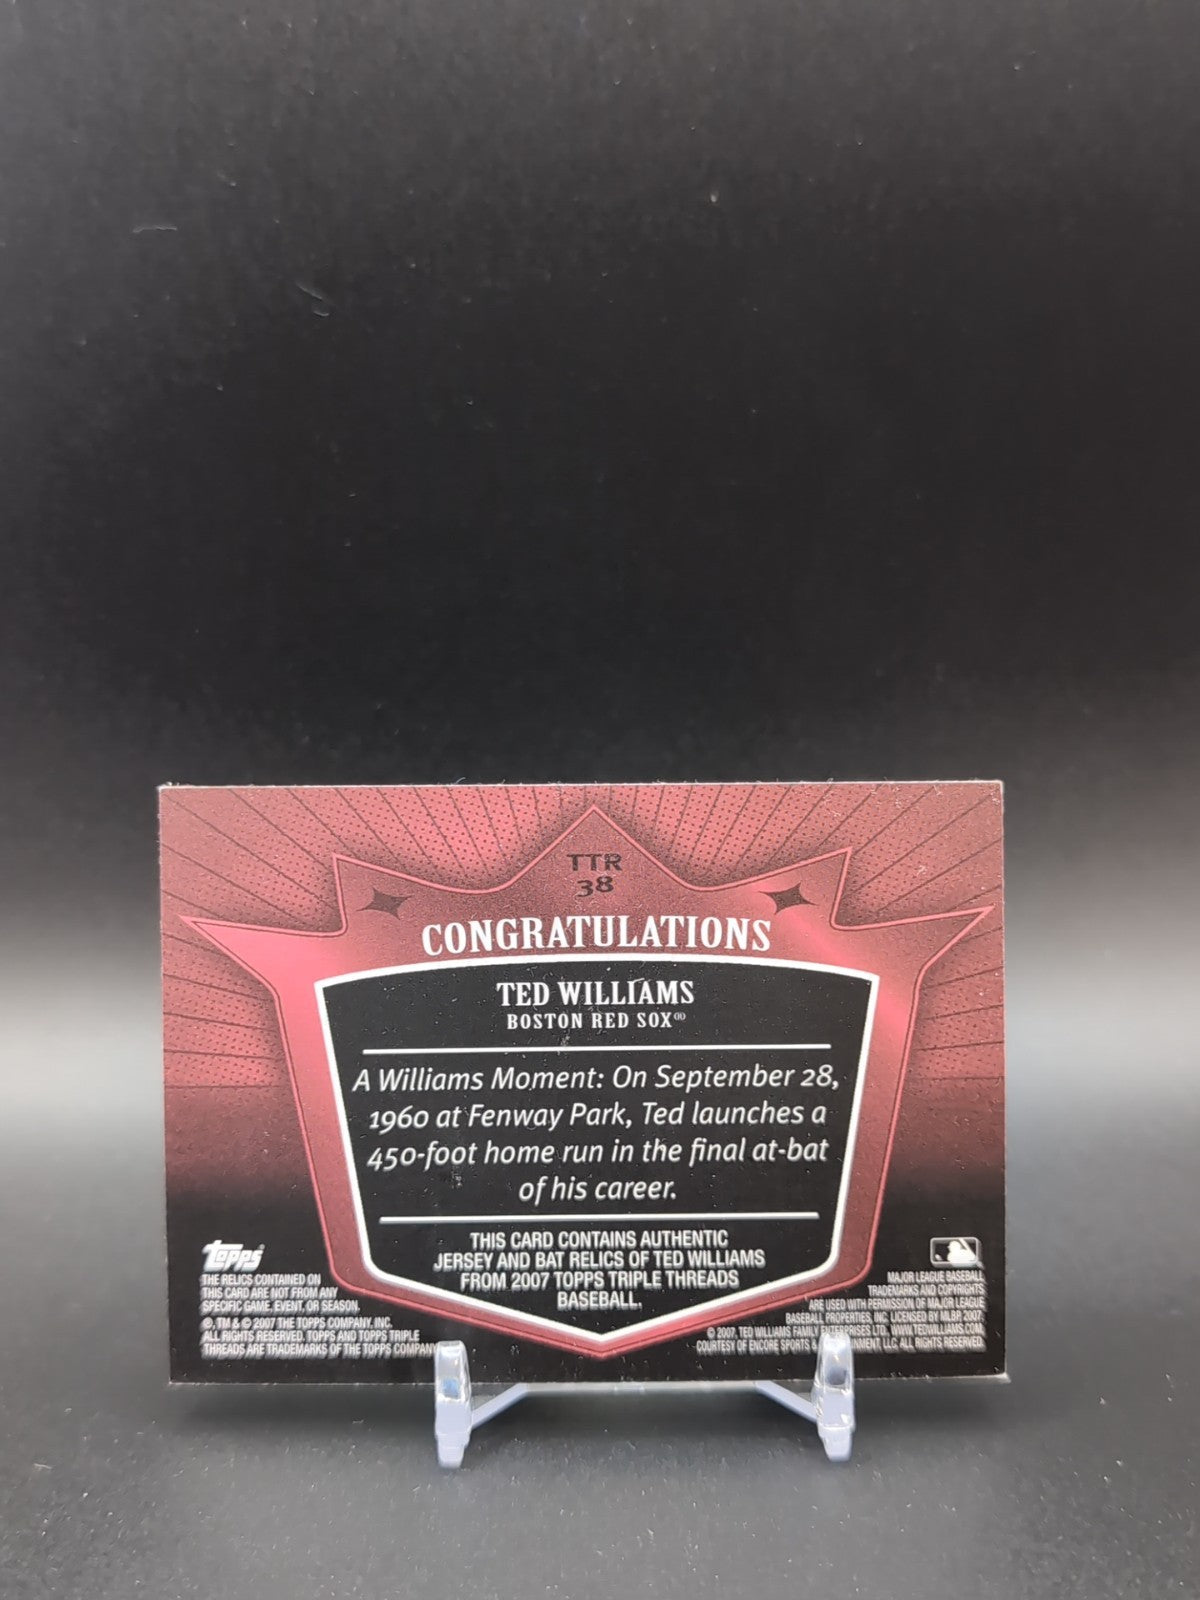 TTR
38
CONGRATULATIONS
TED WILLIAMS
BOSTON RED SOX®
A Williams Moment: On September 28,
1960 at Fenway Park, Ted launches a
450-foot home run in the final at-bat
of his career.
THIS CARD CONTAINS AUTHENTIC
JERSEY AND BAT RELICS OF TED WILLIAMS
FROM 2007 TOPPS TRIPLE THREADS
BASEBALL.
Topps
THE RELICS CONTAINED ON
THIS CARD ARE NOT FROM ANY
SPECIFIC GAME, EVENT, OR SEASON.
®, TM & © 2007 THE TOPPS COMPANY, INC.
ALL RIGHTS RESERVED. TOPPS AND TOPPS TRIPLE
THREADS ARE TRADEMARKS OF THE TOPPS COMPANY
MAJOR LEAGUE BASEBALL
TRADEMARKS AND COPYRIGHTS
ARE USED WITH PERMISSION OF MAJOR LEAGUE
BASEBALL PROPERTIES, INC. LICENSED BY MLBP 2007.
© 2007, TED WILLIAMS FAMILY ENTERPRISES LTD. WWW.TEDWILLIAMS.COM
COURTESY OF ENCORE SPORTS & LLC. ALL RIGHTS RESERVED